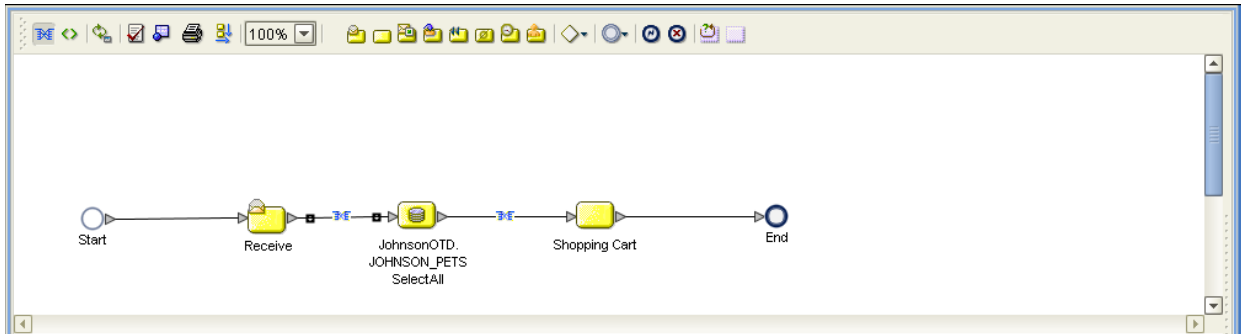 100%
Start
Receive
JohnsonOTD.
JOHNSON_PETS
SelectAll
Shopping Cart
End